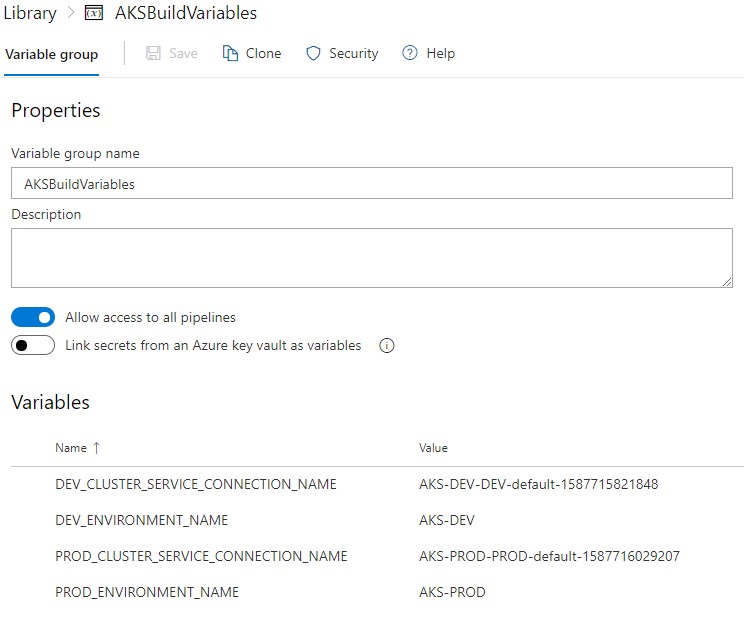 Library > AKSBuildVariables
Variable group Save Clone Security Help
Properties
Variable group name
AKSBuildVariables
Description
Allow access to all pipelines
Link secrets from an Azure key vault as variables
Variables
Name ↑ Value
DEV_CLUSTER_SERVICE_CONNECTION_NAME AKS-DEV-DEV-default-1587715821848
DEV_ENVIRONMENT_NAME AKS-DEV
PROD_CLUSTER_SERVICE_CONNECTION_NAME AKS-PROD-PROD-default-1587716029207
PROD_ENVIRONMENT_NAME AKS-PROD